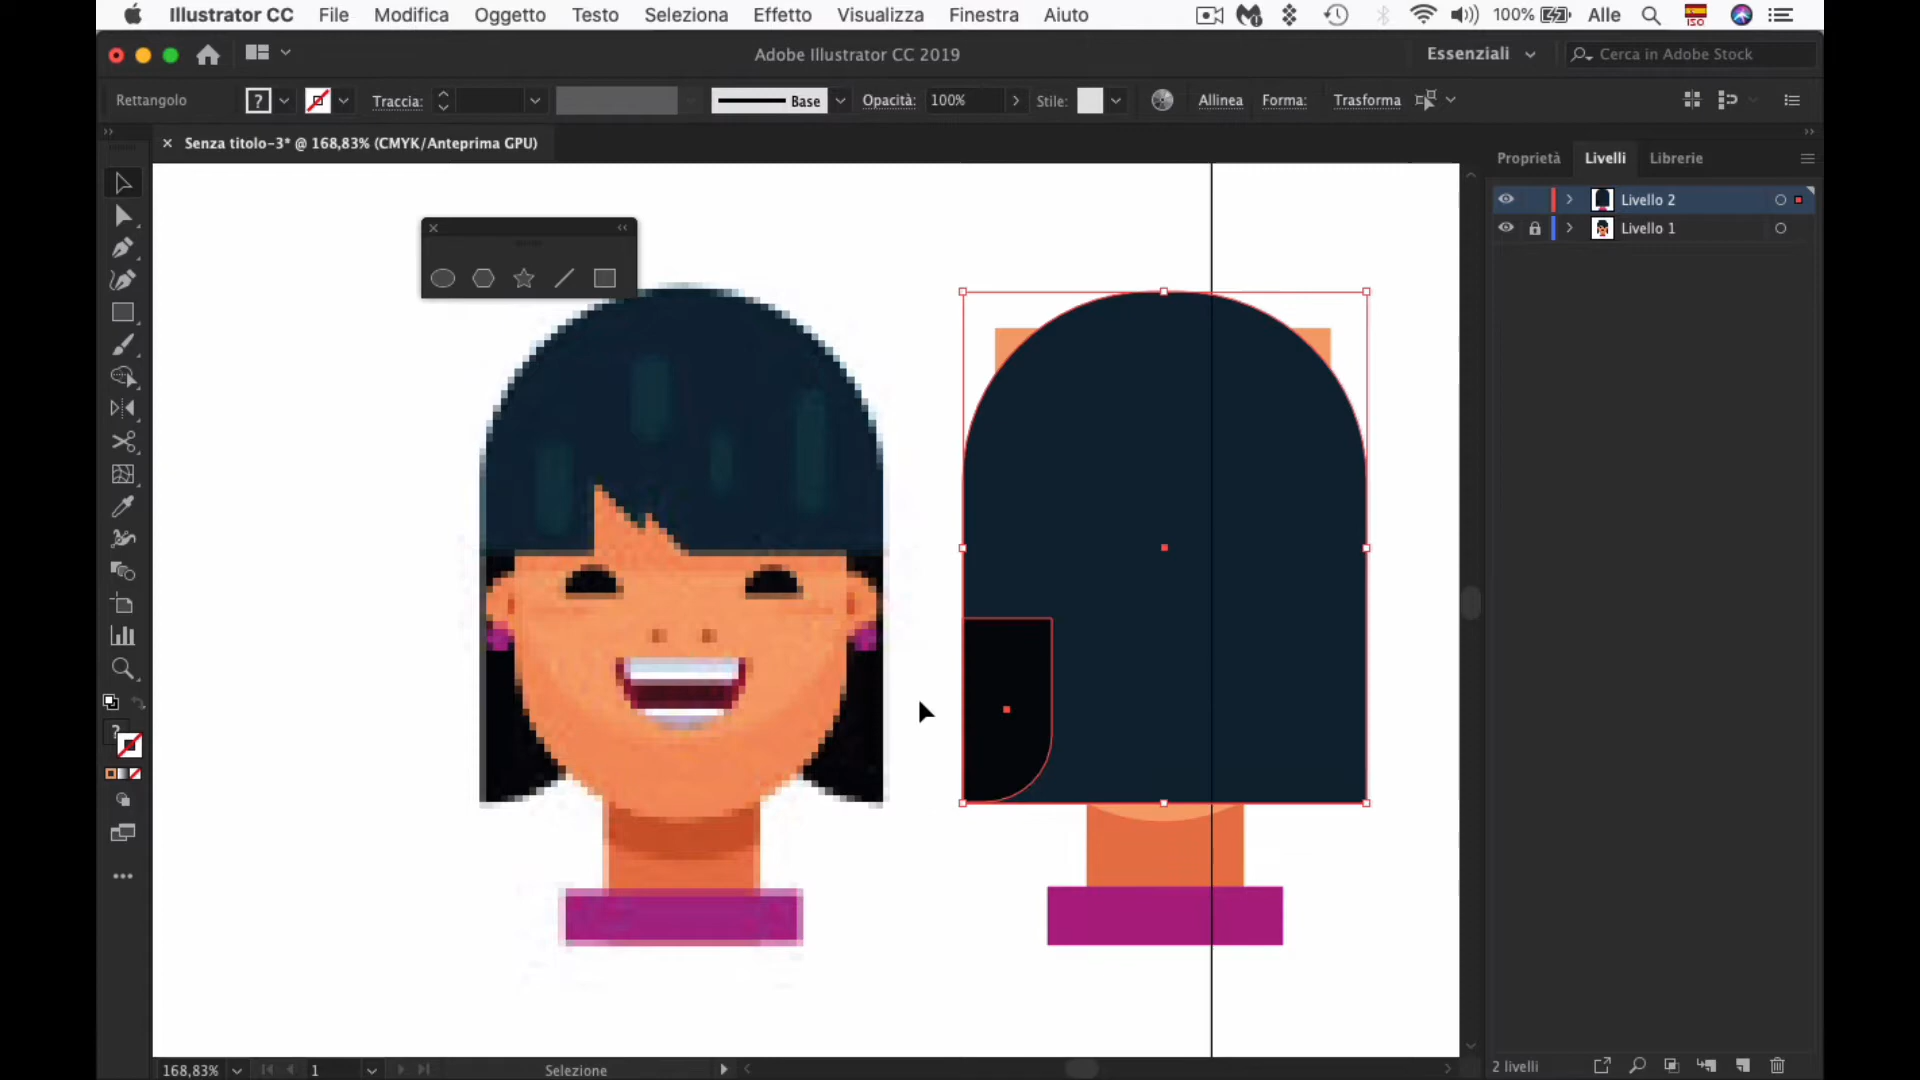 Illustrator CC File Modifica Oggetto Testo Seleziona Effetto Visualizza Finestra Aiuto 100% Alle ISO
Adobe Illustrator CC 2019 Essenziali Cerca in Adobe Stock
Rettangolo ? Traccia: Base Opacità: 100% Stile: Allinea Forma: Trasforma
× Senza titolo-3* @ 168,83% (CMYK/Anteprima GPU)
Proprietà Livelli Librerie
Livello 2
Livello 1
?
168,83% 1 Selezione 2 livelli